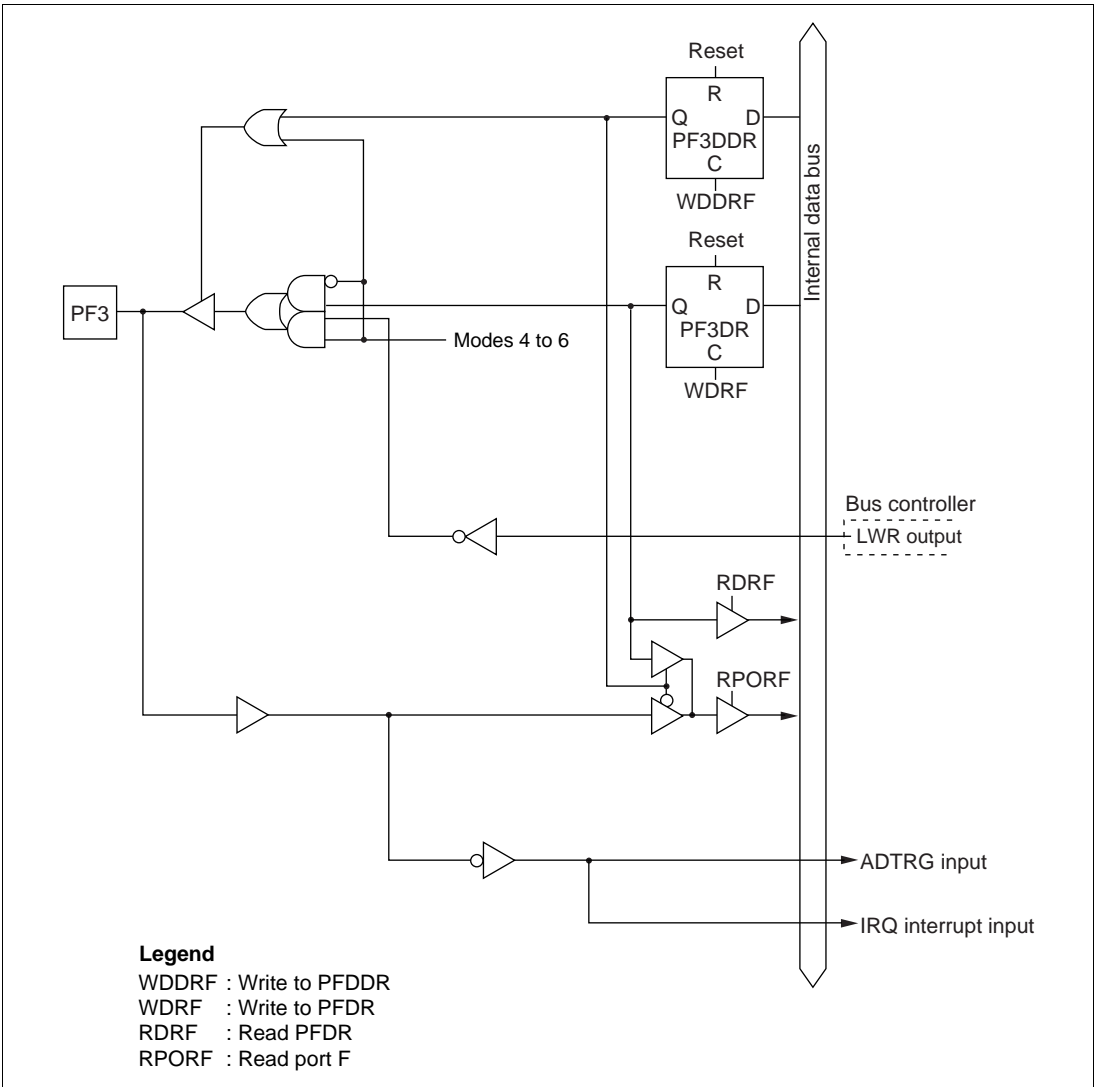 Reset
R
Q D
PF3DDR
C
WDDRF
Internal data bus
Reset
R
Q D
PF3DR
C
WDRF
PF3
Modes 4 to 6
Bus controller
LWR output
RDRF
RPORF
ADTRG input
IRQ interrupt input
Legend
WDDRF : Write to PFDDR
WDRF : Write to PFDR
RDRF : Read PFDR
RPORF : Read port F